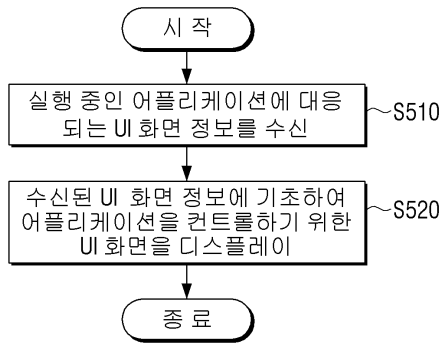 시 작
실행 중인 어플리케이션에 대응
되는 UI 화면 정보를 수신
S510
수신된 UI 화면 정보에 기초하여
어플리케이션을 컨트롤하기 위한
UI 화면을 디스플레이
S520
종 료